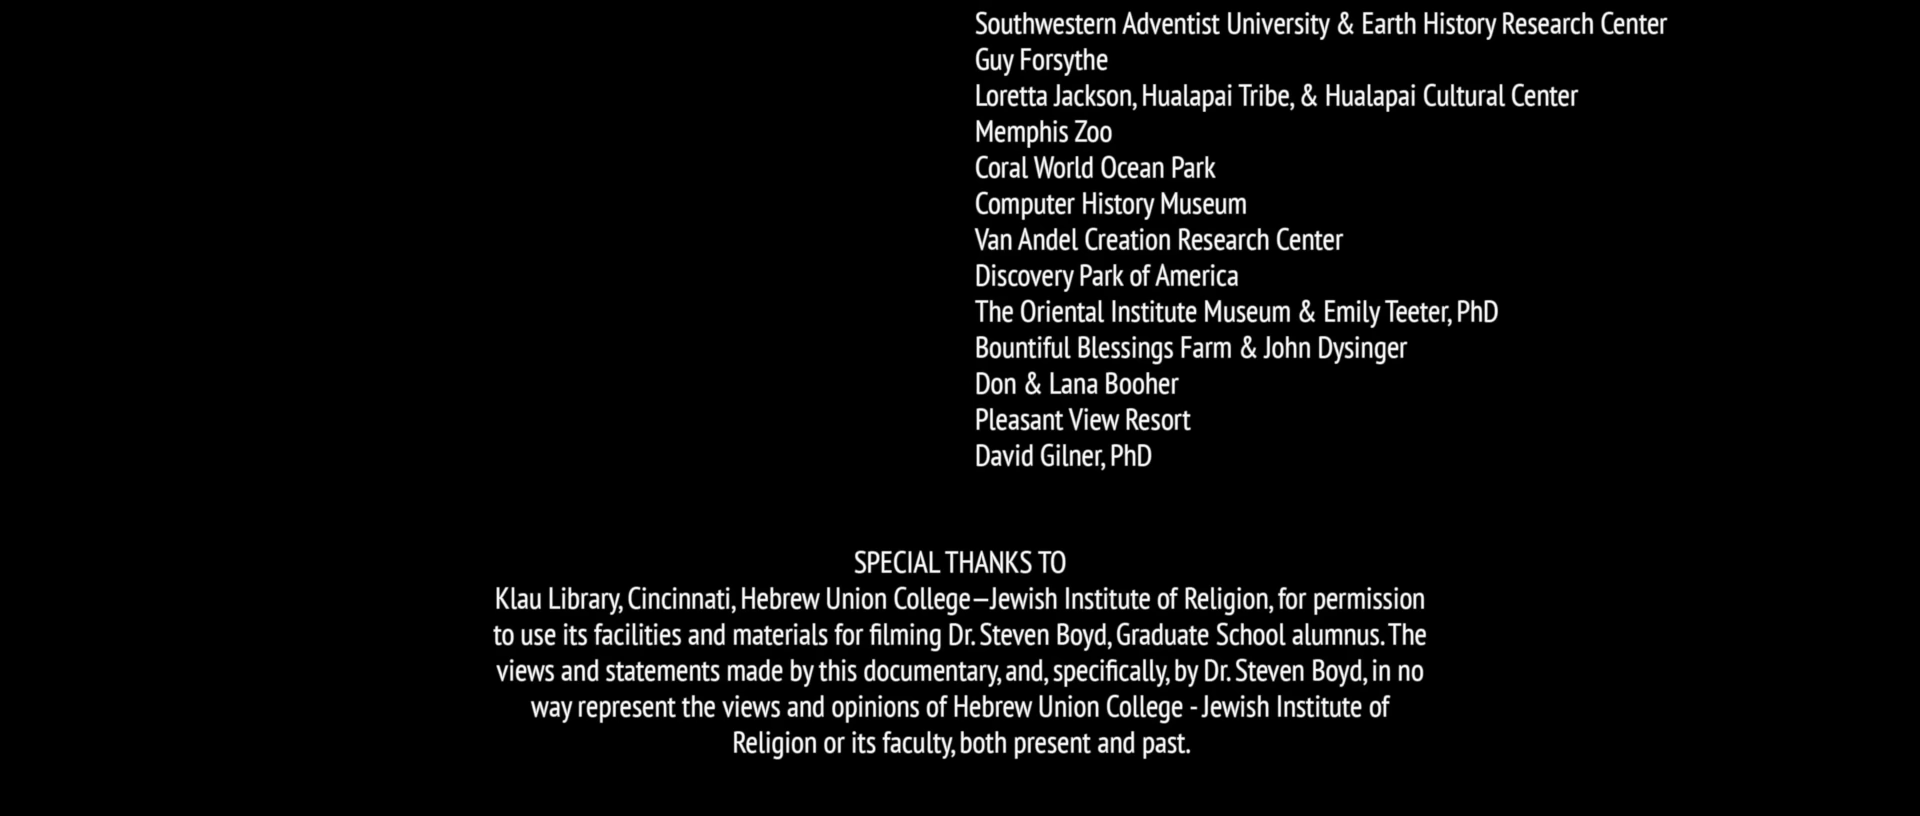 Southwestern Adventist University & Earth History Research Center
Guy Forsythe
Loretta Jackson, Hualapai Tribe, & Hualapai Cultural Center
Memphis Zoo
Coral World Ocean Park
Computer History Museum
Van Andel Creation Research Center
Discovery Park of America
The Oriental Institute Museum & Emily Teeter, PhD
Bountiful Blessings Farm & John Dysinger
Don & Lana Booher
Pleasant View Resort
David Gilner, PhD
SPECIAL THANKS TO
Klau Library, Cincinnati, Hebrew Union College—Jewish Institute of Religion, for permission
to use its facilities and materials for filming Dr. Steven Boyd, Graduate School alumnus. The
views and statements made by this documentary, and, specifically, by Dr. Steven Boyd, in no
way represent the views and opinions of Hebrew Union College - Jewish Institute of
Religion or its faculty, both present and past.